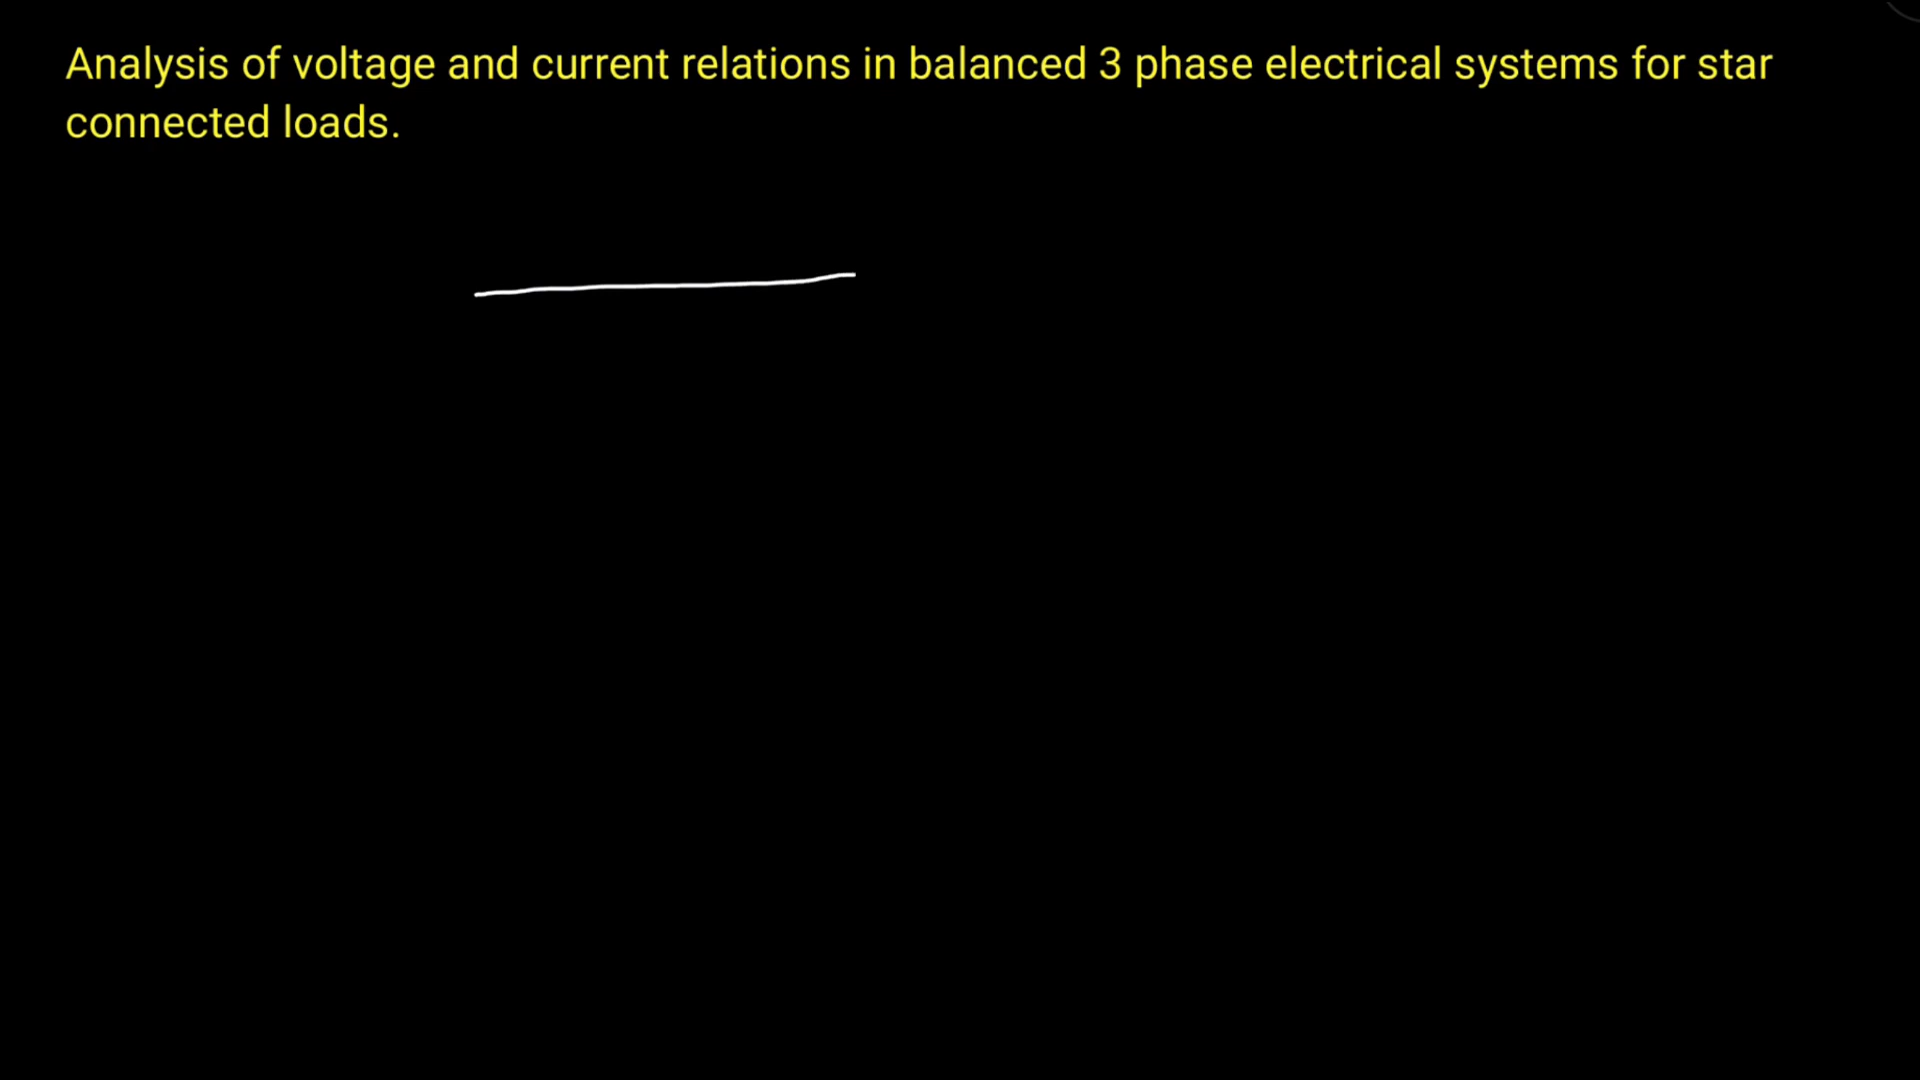 Analysis of voltage and current relations in balanced 3 phase electrical systems for star
connected loads.